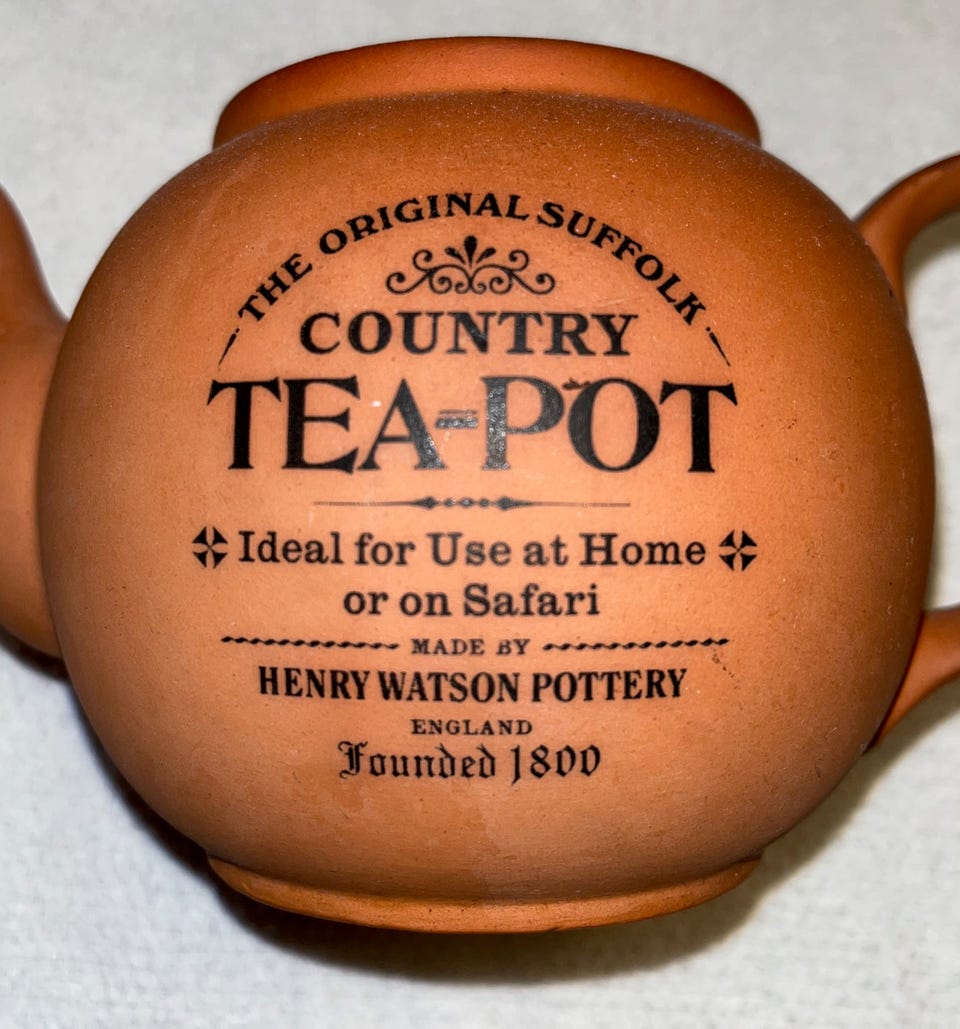 THE ORIGINAL SUFFOLK
COUNTRY
TEA=POT
Ideal for Use at Home
or on Safari
MADE BY
HENRY WATSON POTTERY
ENGLAND
Founded 1800